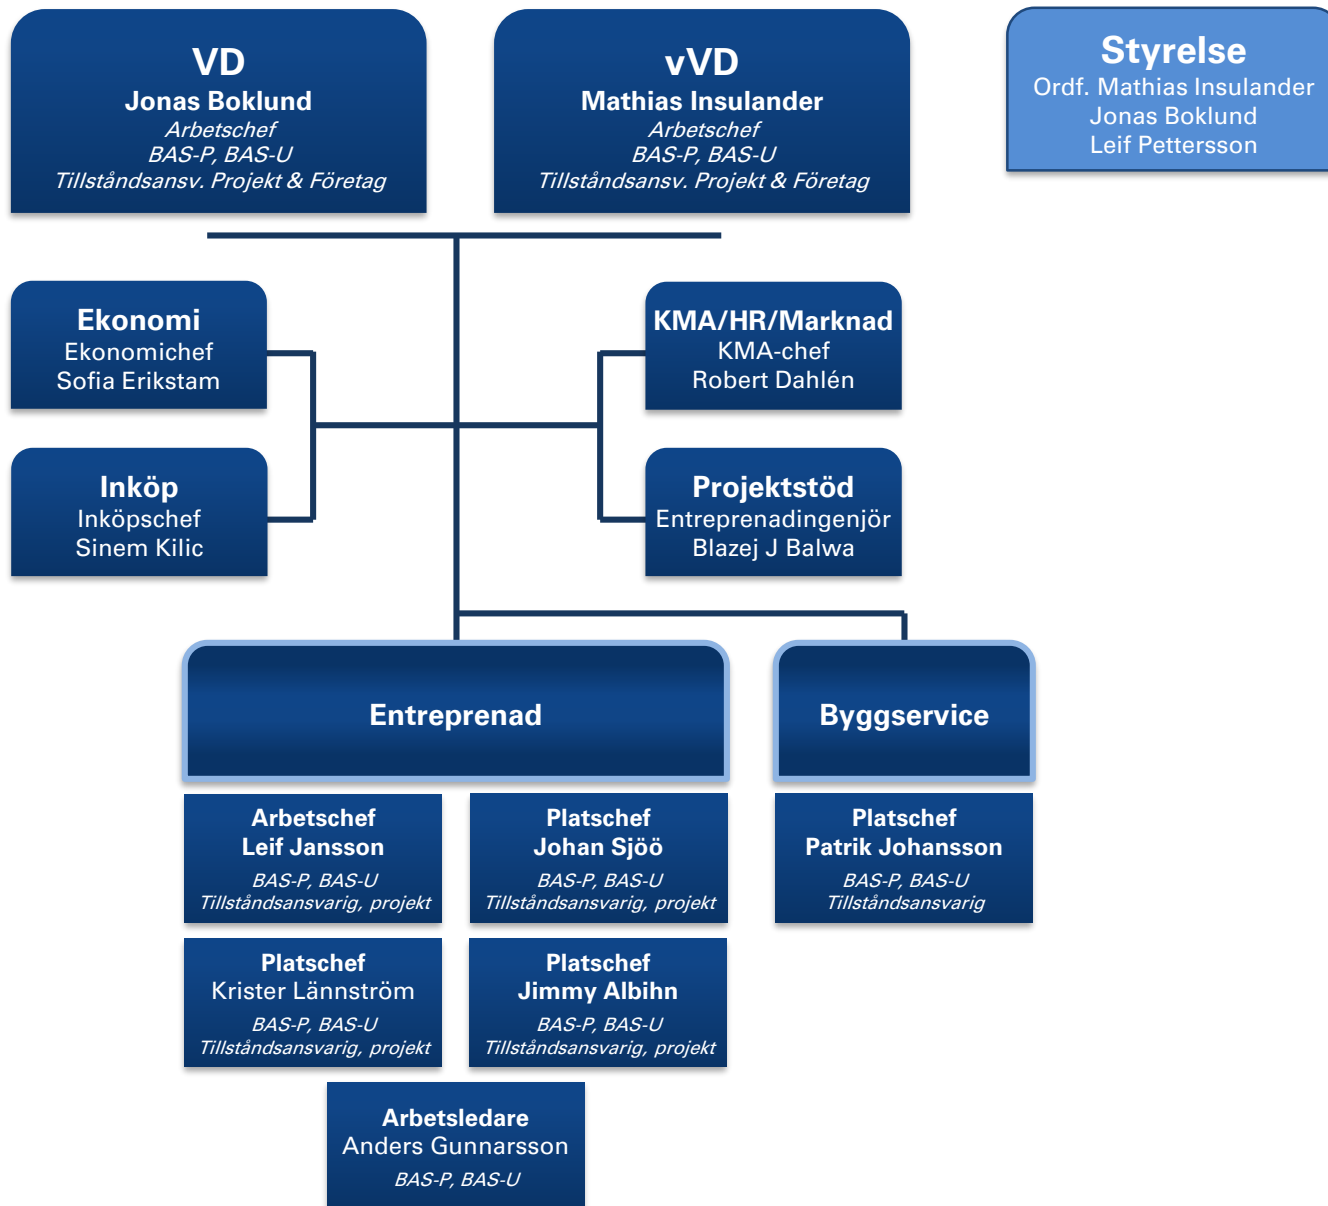 VD
Jonas Boklund
Arbetschef
BAS-P, BAS-U
Tillståndsansv. Projekt & Företag
vVD
Mathias Insulander
Arbetschef
BAS-P, BAS-U
Tillståndsansv. Projekt & Företag
Styrelse
Ordf. Mathias Insulander
Jonas Boklund
Leif Pettersson
Ekonomi
Ekonomichef
Sofia Erikstam
KMA/HR/Marknad
KMA-chef
Robert Dahlén
Inköp
Inköpschef
Sinem Kilic
Projektstöd
Entreprenadingenjör
Blazej J Balwa
Entreprenad
Byggservice
Arbetschef
Leif Jansson
BAS-P, BAS-U
Tillståndsansvarig, projekt
Platschef
Johan Sjöö
BAS-P, BAS-U
Tillståndsansvarig, projekt
Platschef
Patrik Johansson
BAS-P, BAS-U
Tillståndsansvarig
Platschef
Krister Lännström
BAS-P, BAS-U
Tillståndsansvarig, projekt
Platschef
Jimmy Albihn
BAS-P, BAS-U
Tillståndsansvarig, projekt
Arbetsledare
Anders Gunnarsson
BAS-P, BAS-U